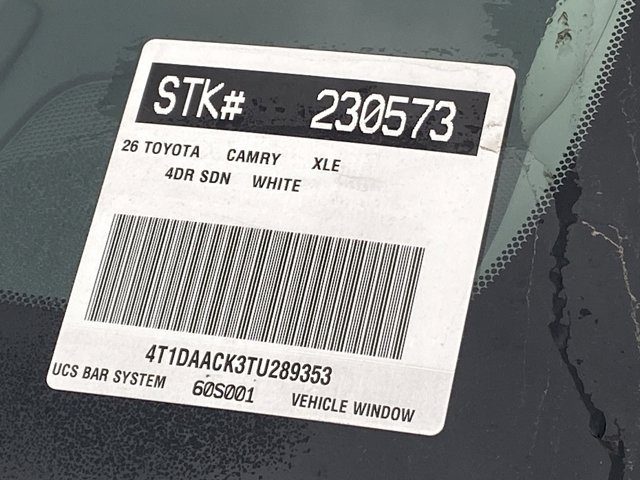 STK# 230573
26 TOYOTA CAMRY XLE
4DR SDN WHITE
4T1DAACK3TU289353
UCS BAR SYSTEM 60S001 VEHICLE WINDOW